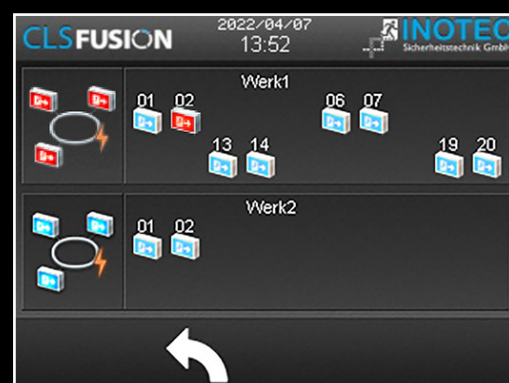 CLSFUSION
2022/04/07
13:52
INOTEC
Sicherheitstechnik GmbH
Werk1
01 02 06 07
13 14 19 20
Werk2
01 02